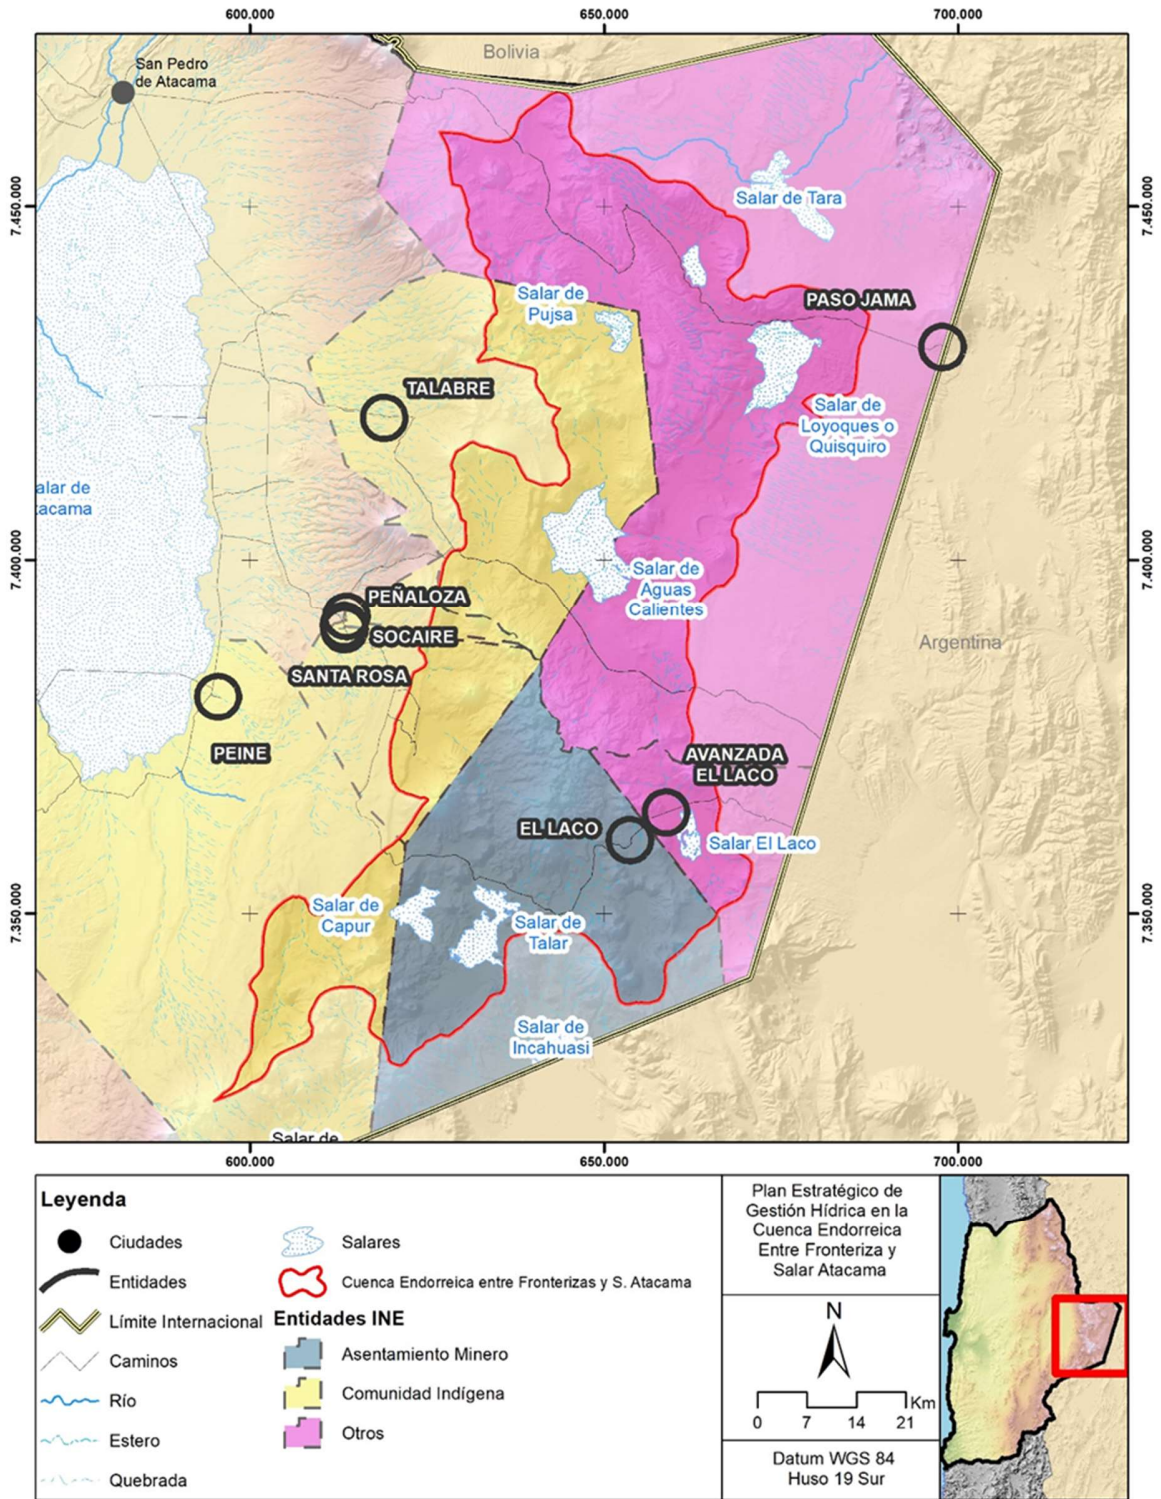 600.000
650.000
700.000
Bolivia
San Pedro
de Atacama
7.450.000
7.450.000
Salar de Tara
Salar de
Pujsa
PASO JAMA
TALABRE
Salar de
Loyoques o
Quisquiro
alar de
tacama
7.400.000
7.400.000
Salar de
Aguas
Calientes
PEÑALOZA
SOCAIRE
SANTA ROSA
Argentina
PEINE
AVANZADA
EL LACO
EL LACO
Salar El Laco
7.350.000
7.350.000
Salar de
Capur
Salar de
Talar
Salar de
Incahuasi
Salar de
600.000
650.000
700.000
Leyenda
Ciudades
Entidades
Límite Internacional
Caminos
Río
Estero
Quebrada
Salares
Cuenca Endorreica entre Fronterizas y S. Atacama
Entidades INE
Asentamiento Minero
Comunidad Indígena
Otros
Plan Estratégico de
Gestión Hídrica en la
Cuenca Endorreica
Entre Fronteriza y
Salar Atacama
N
Km
0 7 14 21
Datum WGS 84
Huso 19 Sur